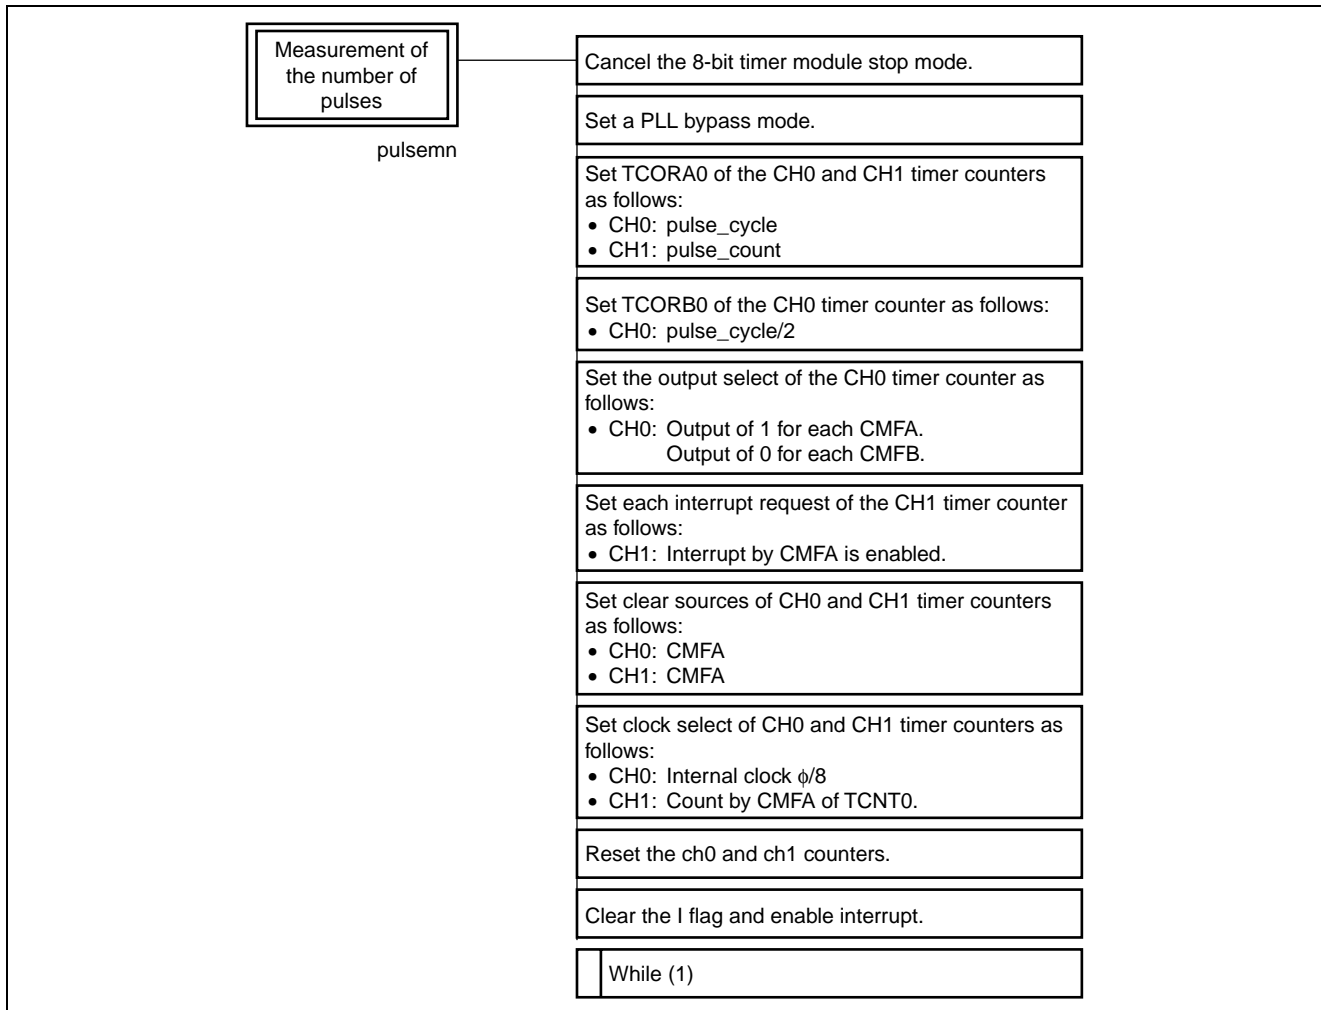 Measurement of
the number of
pulses
pulsemn
Cancel the 8-bit timer module stop mode.
Set a PLL bypass mode.
Set TCORA0 of the CH0 and CH1 timer counters
as follows:
• CH0: pulse_cycle
• CH1: pulse_count
Set TCORB0 of the CH0 timer counter as follows:
• CH0: pulse_cycle/2
Set the output select of the CH0 timer counter as
follows:
• CH0: Output of 1 for each CMFA.
Output of 0 for each CMFB.
Set each interrupt request of the CH1 timer counter
as follows:
• CH1: Interrupt by CMFA is enabled.
Set clear sources of CH0 and CH1 timer counters
as follows:
• CH0: CMFA
• CH1: CMFA
Set clock select of CH0 and CH1 timer counters as
follows:
• CH0: Internal clock ϕ/8
• CH1: Count by CMFA of TCNT0.
Reset the ch0 and ch1 counters.
Clear the I flag and enable interrupt.
While (1)